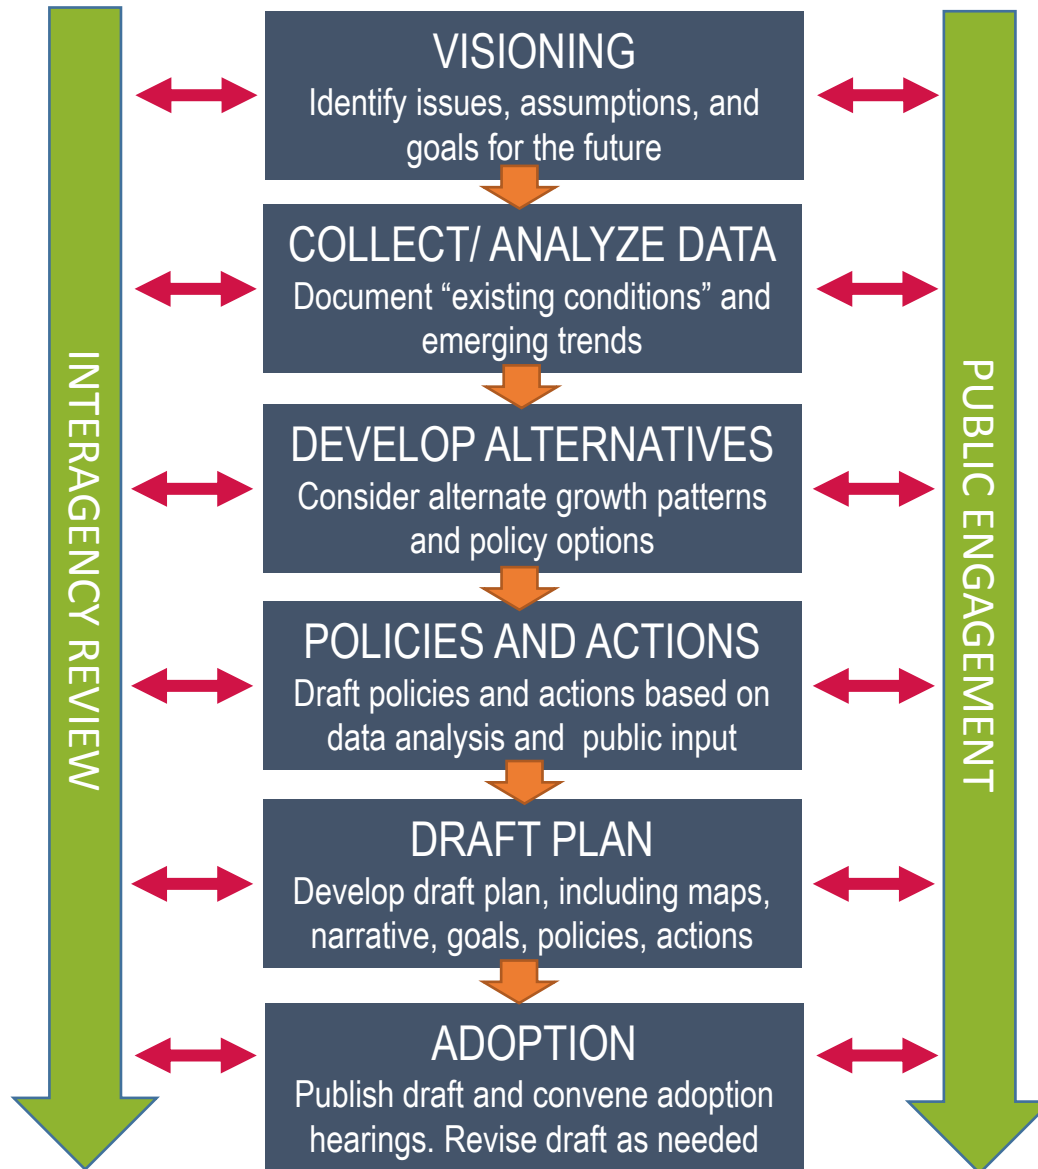 VISIONING
Identify issues, assumptions, and
goals for the future
COLLECT/ ANALYZE DATA
Document “existing conditions” and
emerging trends
DEVELOP ALTERNATIVES
Consider alternate growth patterns
and policy options
POLICIES AND ACTIONS
Draft policies and actions based on
data analysis and  public input
DRAFT PLAN
Develop draft plan, including maps,
narrative, goals, policies, actions
ADOPTION
Publish draft and convene adoption
hearings. Revise draft as needed
INTERAGENCY REVIEW
PUBLIC ENGAGEMENT